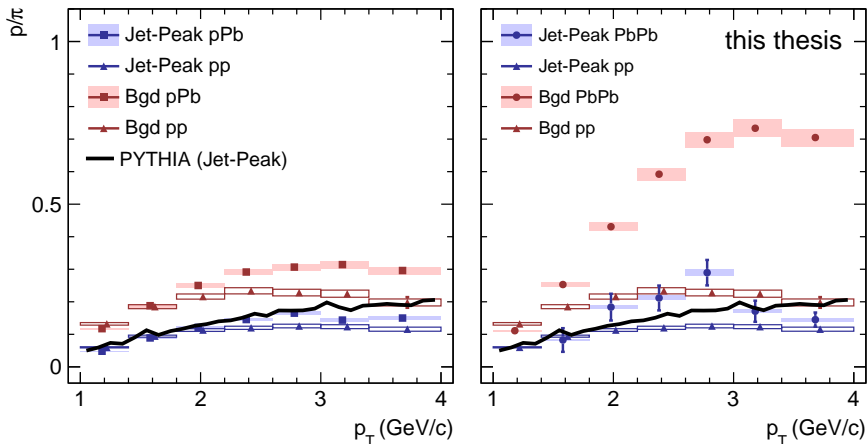 p/π
1
0.5
0
Jet-Peak pPb
Jet-Peak pp
Bgd pPb
Bgd pp
PYTHIA (Jet-Peak)
1
2
3
4
p_T (GeV/c)
this thesis
Jet-Peak PbPb
Jet-Peak pp
Bgd PbPb
Bgd pp
1
2
3
4
p_T (GeV/c)